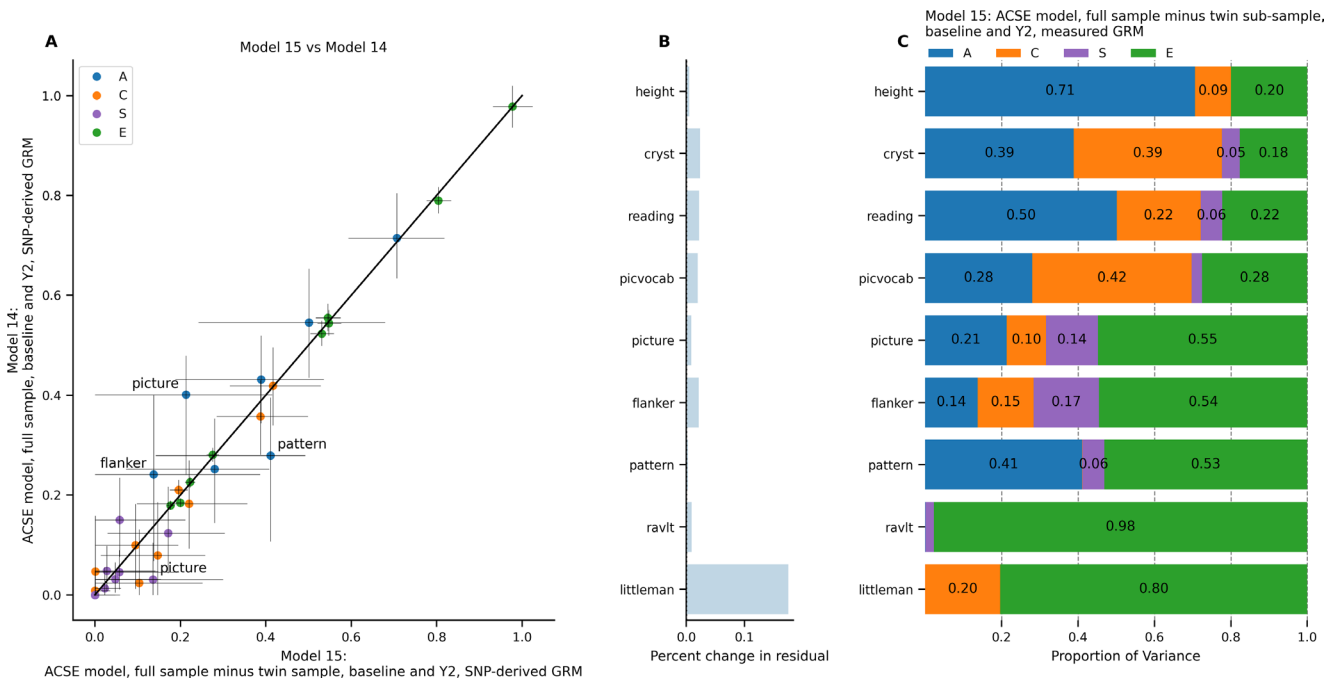 A
Model 15 vs Model 14
A
C
S
E
1.0
0.8
0.6
0.4
0.2
0.0
Model 14:
ACSE model, full sample, baseline and Y2, SNP-derived GRM
picture
flanker
pattern
picture
0.0 0.2 0.4 0.6 0.8 1.0
Model 15:
ACSE model, full sample minus twin sample, baseline and Y2, SNP-derived GRM
B
height
cryst
reading
picvocab
picture
flanker
pattern
ravlt
littleman
0.0 0.1
Percent change in residual
Model 15: ACSE model, full sample minus twin sub-sample,
baseline and Y2, measured GRM
C
A C S E
height 0.71 0.09 0.20
cryst 0.39 0.39 0.05 0.18
reading 0.50 0.22 0.06 0.22
picvocab 0.28 0.42 0.28
picture 0.21 0.10 0.14 0.55
flanker 0.14 0.15 0.17 0.54
pattern 0.41 0.06 0.53
ravlt 0.98
littleman 0.20 0.80
0.2 0.4 0.6 0.8 1.0
Proportion of Variance